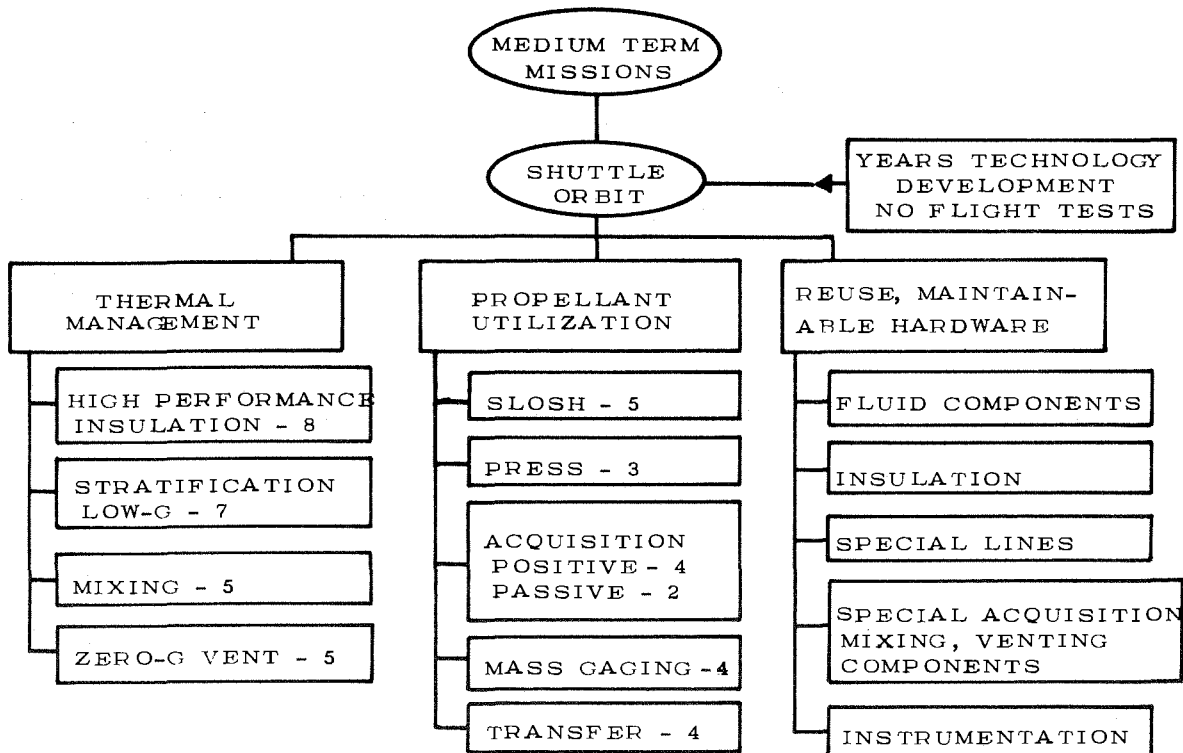 MEDIUM TERM
MISSIONS
SHUTTLE
ORBIT
YEARS TECHNOLOGY
DEVELOPMENT
NO FLIGHT TESTS
THERMAL
MANAGEMENT
HIGH PERFORMANCE
INSULATION - 8
STRATIFICATION
LOW-G - 7
MIXING - 5
ZERO-G VENT - 5
PROPELLANT
UTILIZATION
SLOSH - 5
PRESS - 3
ACQUISITION
POSITIVE - 4
PASSIVE - 2
MASS GAGING - 4
TRANSFER - 4
REUSE, MAINTAIN-
ABLE HARDWARE
FLUID COMPONENTS
INSULATION
SPECIAL LINES
SPECIAL ACQUISITION
MIXING, VENTING
COMPONENTS
INSTRUMENTATION